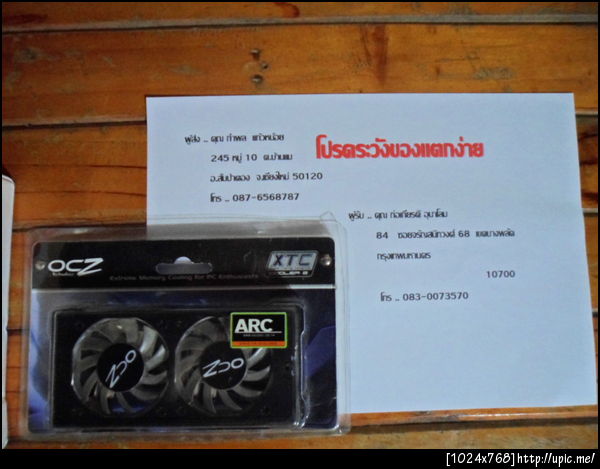 ผู้ส่ง .. คุณ กำพล แก้วหน่อย
245 หมู่ 10 ต.บ้านแม
อ.สันป่าตอง จ.เชียงใหม่ 50120
โทร .. 087-6568787
โปรดระวังของแตกง่าย
ผู้รับ .. คุณ ก่อเกียรติ อุบาโสม
84 ซอยจรัญสนิทวงศ์ 68 เขตบางพลัด
กรุงเทพมหานคร
10700
โทร .. 083-0073570
OCZ
XTC
Extreme Memory Cooling for PC Enthusiasts
ARC
OCZ
OCZ
[1024x768]http://upic.me/